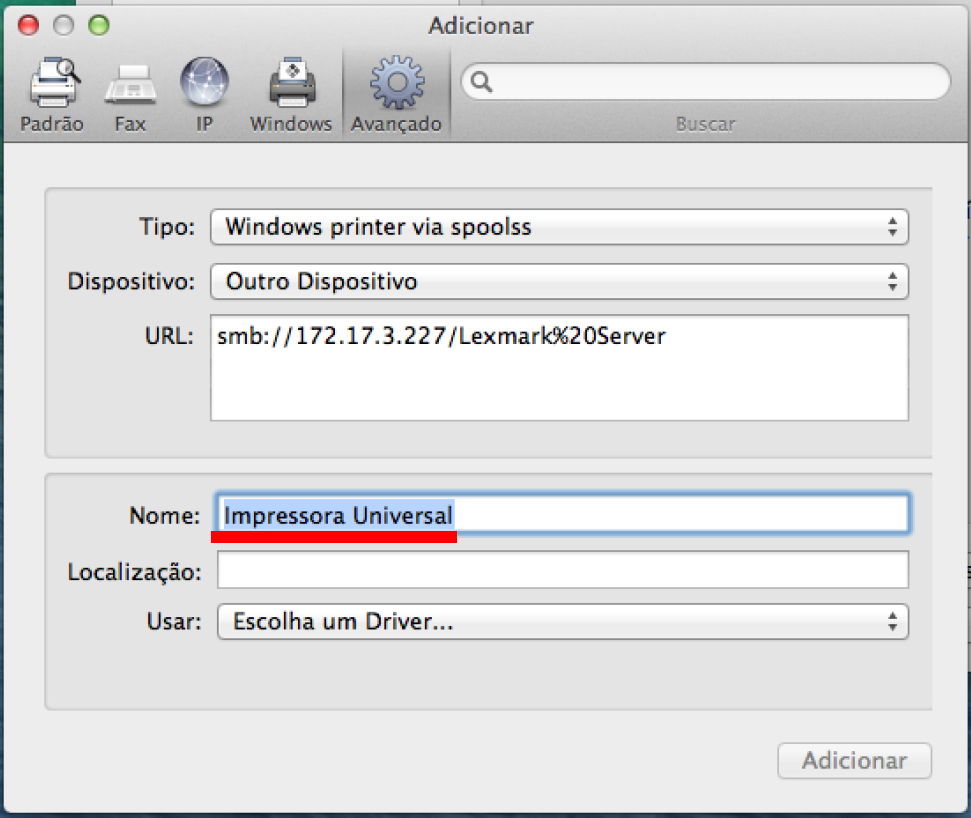 Adicionar
Padrão Fax IP Windows Avançado Buscar
Tipo: Windows printer via spoolss
Dispositivo: Outro Dispositivo
URL: smb://172.17.3.227/Lexmark%20Server
Nome: Impressora Universal
Localização:
Usar: Escolha um Driver...
Adicionar